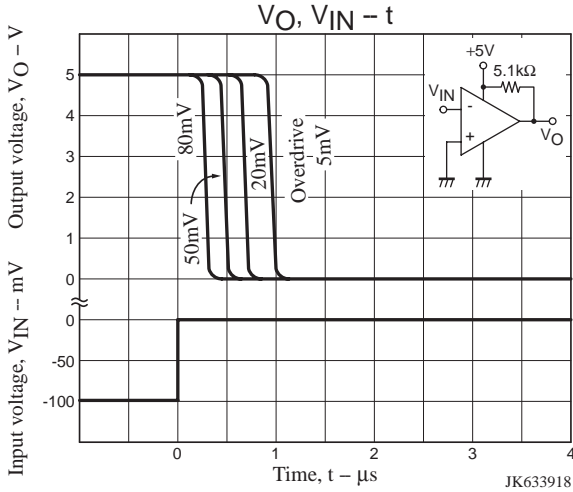 VO, VIN -- t
Output voltage, VO – V
5
4
3
2
1
0
80mV
50mV
20mV
Overdrive
5mV
+5V
5.1kΩ
VIN
-
+
VO
Input voltage, VIN -- mV
0
-50
-100
0
1
2
3
4
Time, t – µs
JK633918